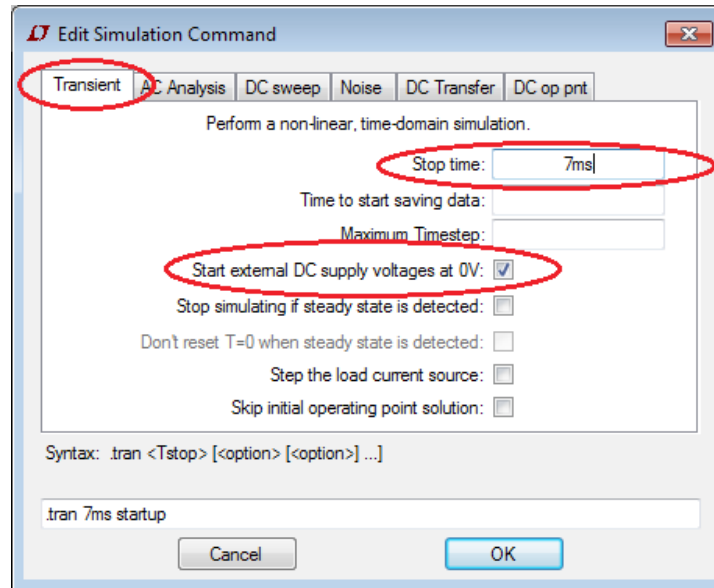 Edit Simulation Command
Transient AC Analysis DC sweep Noise DC Transfer DC op pnt
Perform a non-linear, time-domain simulation.
Stop time: 7ms
Time to start saving data:
Maximum Timestep:
Start external DC supply voltages at 0V:
Stop simulating if steady state is detected:
Don't reset T=0 when steady state is detected:
Step the load current source:
Skip initial operating point solution:
Syntax: .tran <Tstop> [<option> [<option>] ...]
.tran 7ms startup
Cancel OK